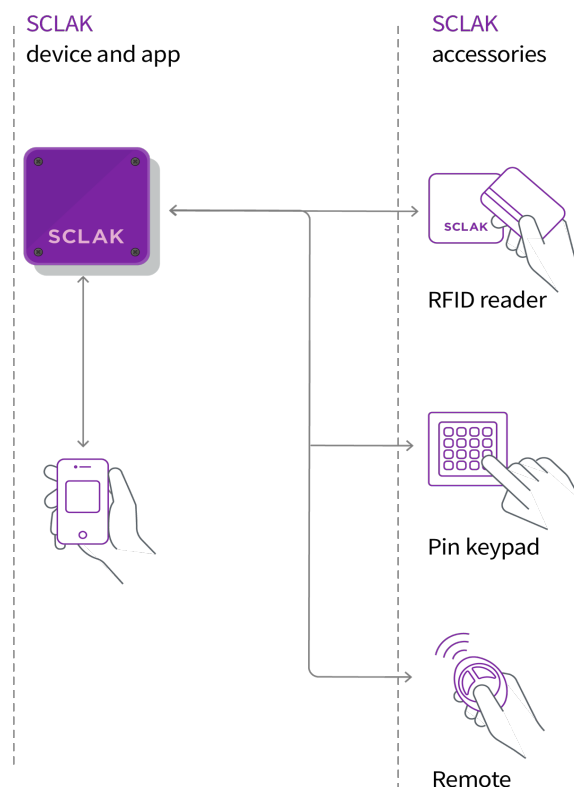 SCLAK
device and app
SCLAK
accessories
SCLAK
SCLAK
RFID reader
Pin keypad
Remote